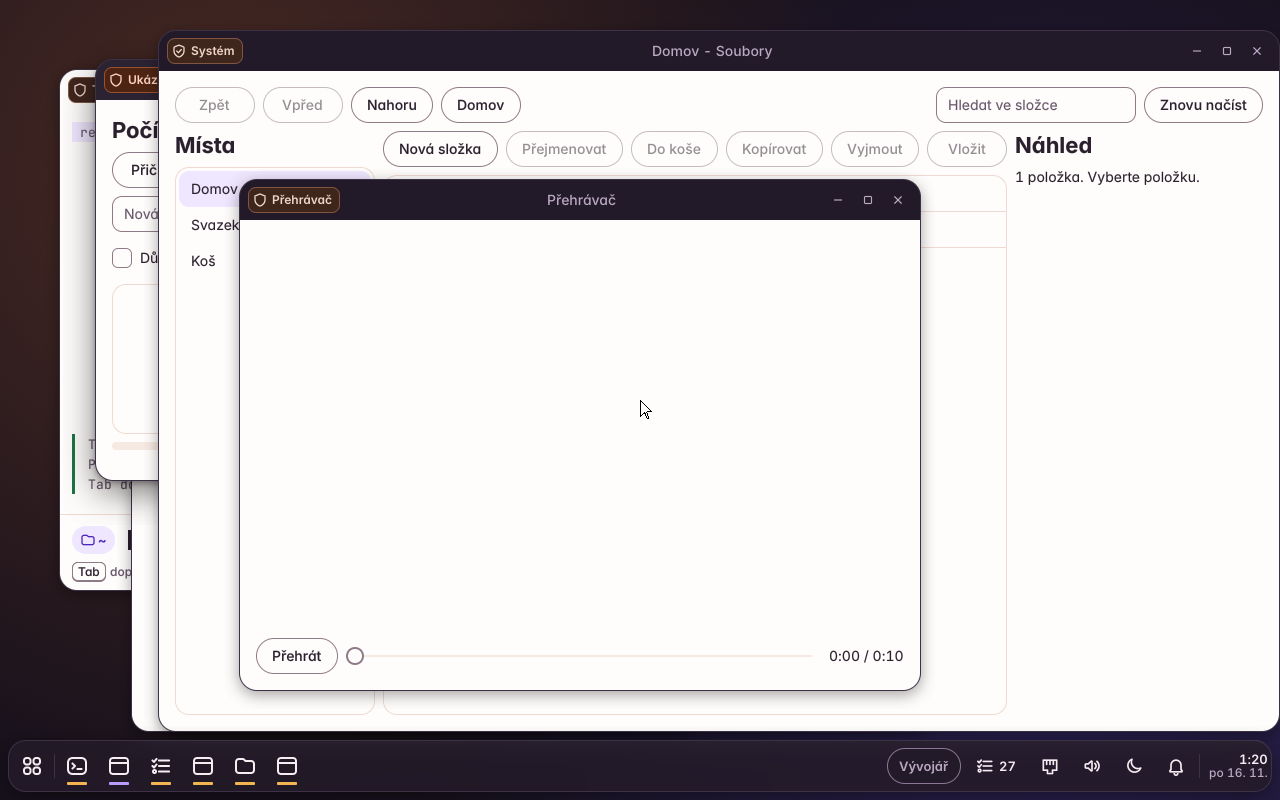 Systém
Domov - Soubory
Zpět
Vpřed
Nahoru
Domov
Hledat ve složce
Znovu načíst
Místa
Nová složka
Přejmenovat
Do koše
Kopírovat
Vyjmout
Vložit
Náhled
1 položka. Vyberte položku.
Domov
Svazek
Koš
Přehrávač
Přehrávač
Přehrát
0:00 / 0:10
Ukáz
Počí
Přič
Nová
Dů
re
T
P
Tab do
~
Tab dop
Vývojář
27
1:20
po 16. 11.